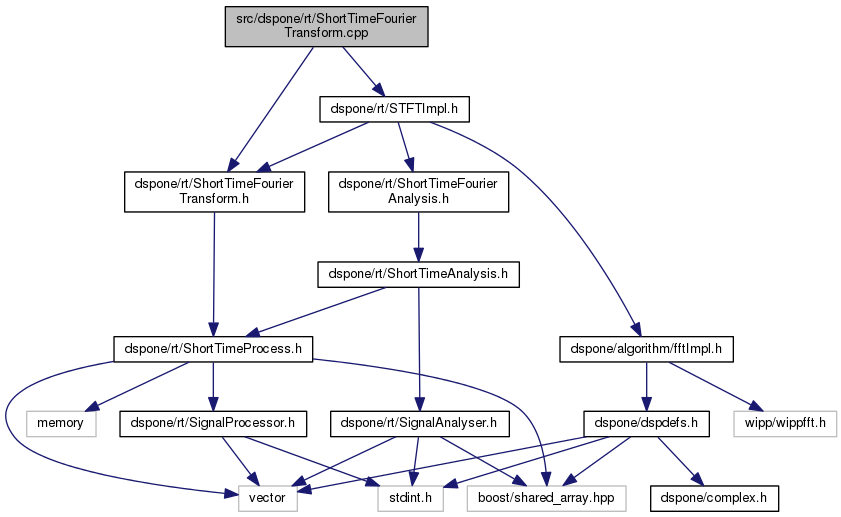 src/dspone/rt/ShortTimeFourier
Transform.cpp
dspone/rt/STFTImpl.h
dspone/rt/ShortTimeFourier
Transform.h
dspone/rt/ShortTimeFourier
Analysis.h
dspone/rt/ShortTimeAnalysis.h
dspone/rt/ShortTimeProcess.h
dspone/algorithm/fftImpl.h
memory
dspone/rt/SignalProcessor.h
dspone/rt/SignalAnalyser.h
dspone/dspdefs.h
wipp/wippfft.h
vector
stdint.h
boost/shared_array.hpp
dspone/complex.h